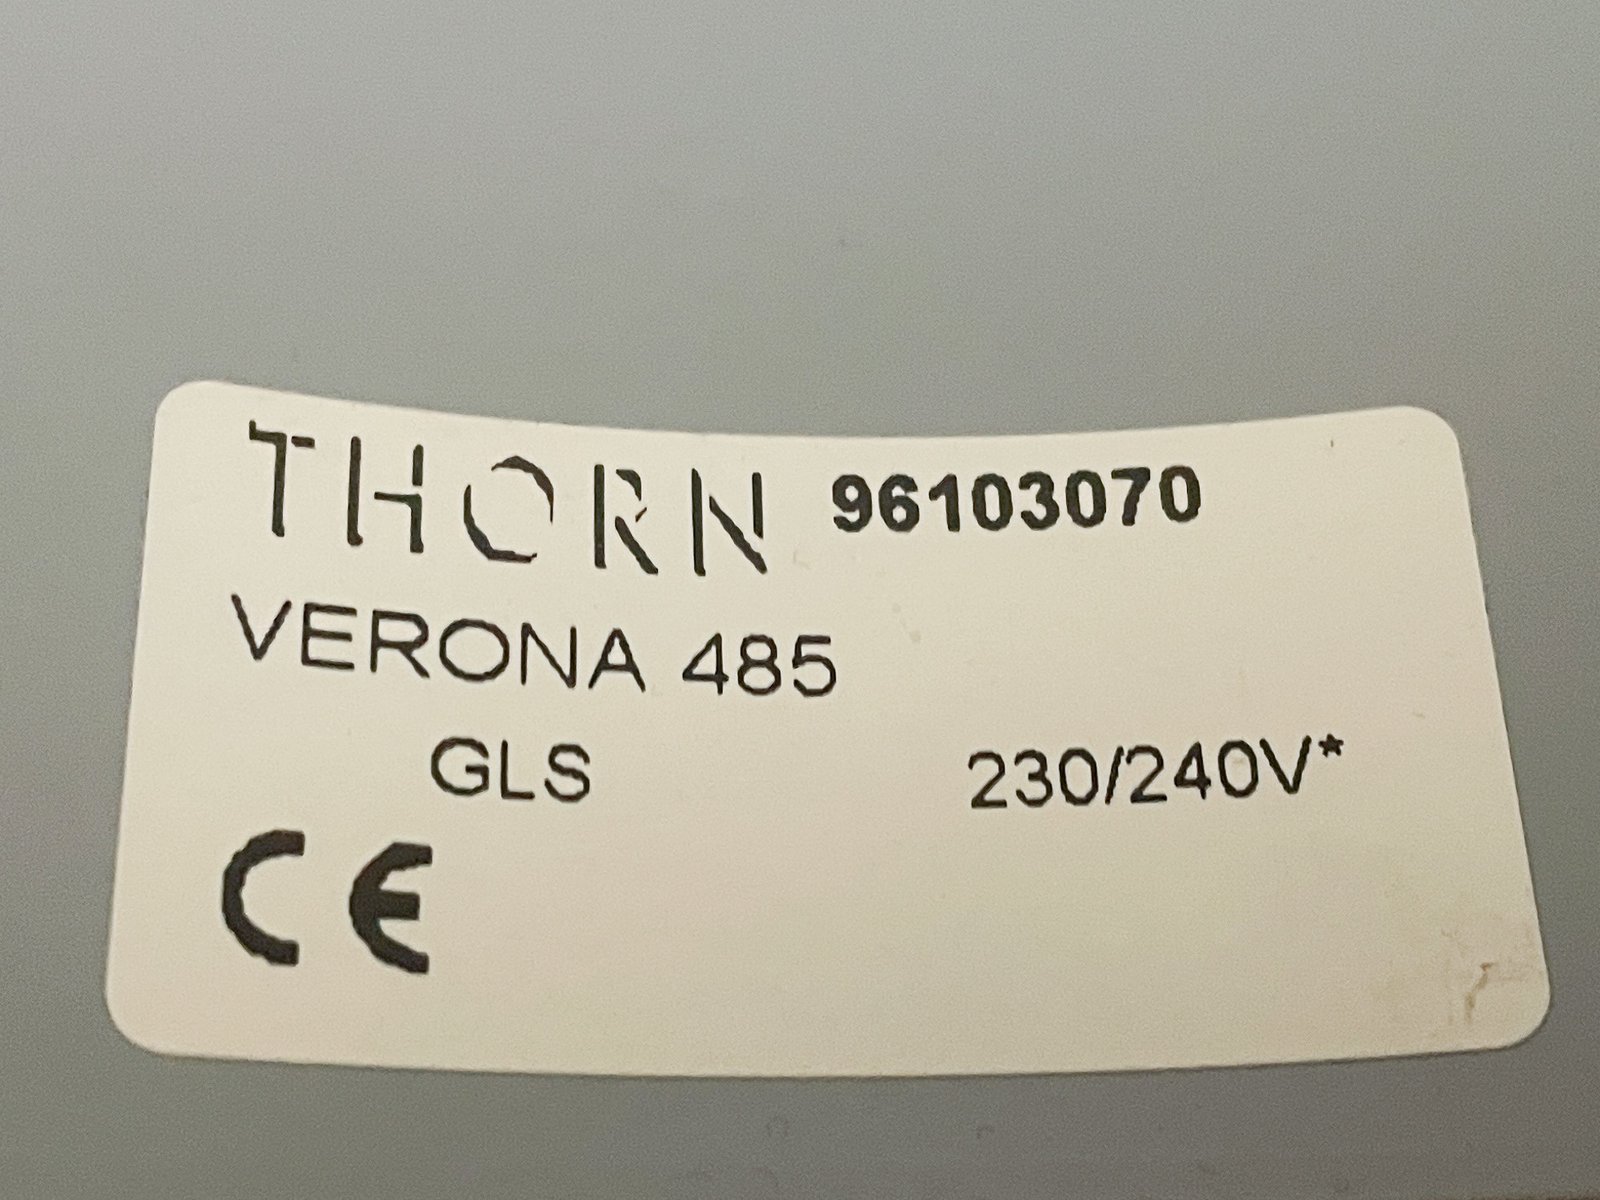 THORN 96103070
VERONA 485
GLS 230/240V*
CE